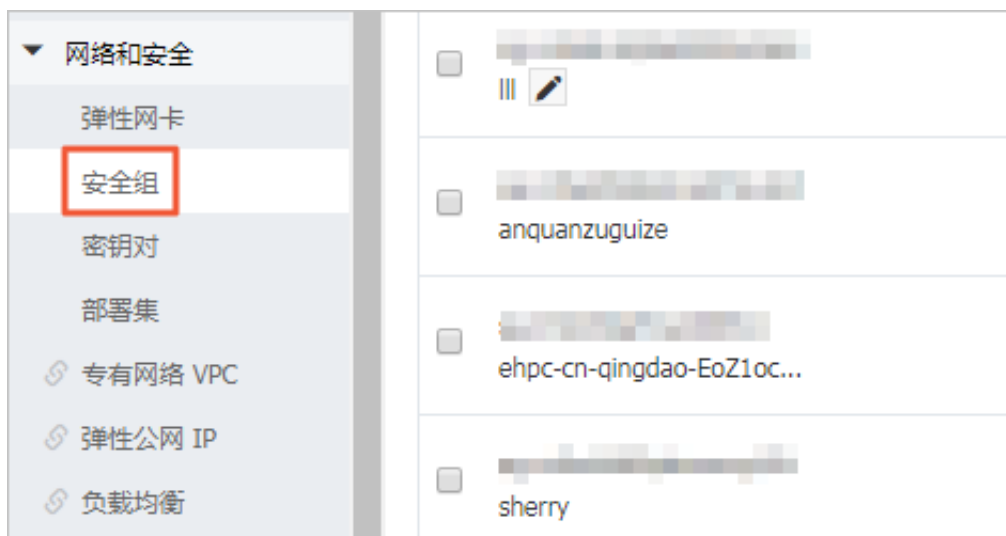 网络和安全
弹性网卡
安全组
密钥对
部署集
专有网络 VPC
弹性公网 IP
负载均衡
lll
anquanzuguize
ehpc-cn-qingdao-EoZ1oc...
sherry